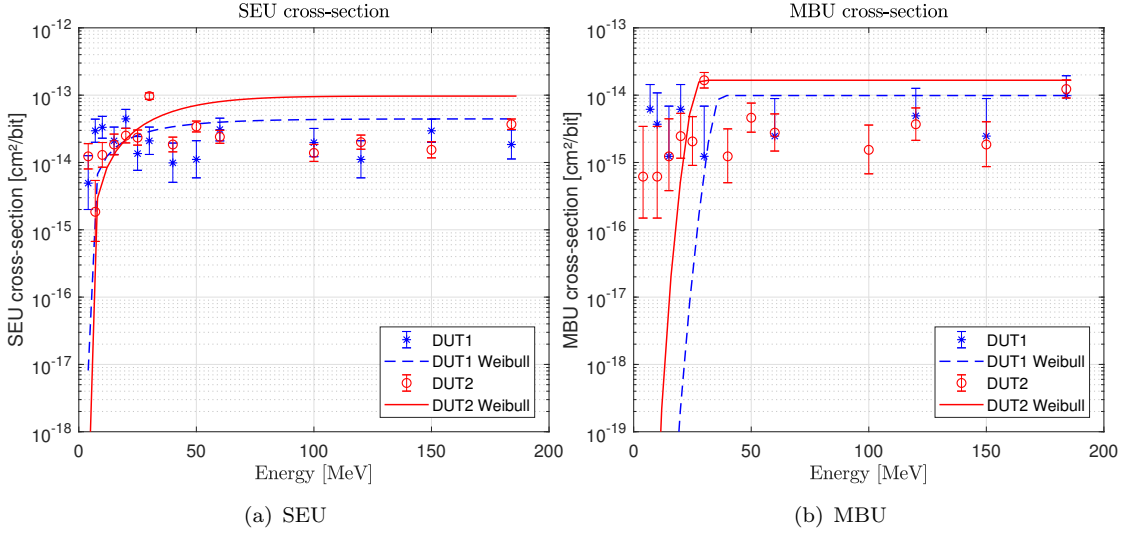 SEU cross-section
10^-12
10^-13
10^-14
10^-15
10^-16
10^-17
10^-18
SEU cross-section [cm²/bit]
0 50 100 150 200
Energy [MeV]
DUT1
DUT1 Weibull
DUT2
DUT2 Weibull
(a) SEU
MBU cross-section
10^-13
10^-14
10^-15
10^-16
10^-17
10^-18
10^-19
MBU cross-section [cm²/bit]
0 50 100 150 200
Energy [MeV]
DUT1
DUT1 Weibull
DUT2
DUT2 Weibull
(b) MBU